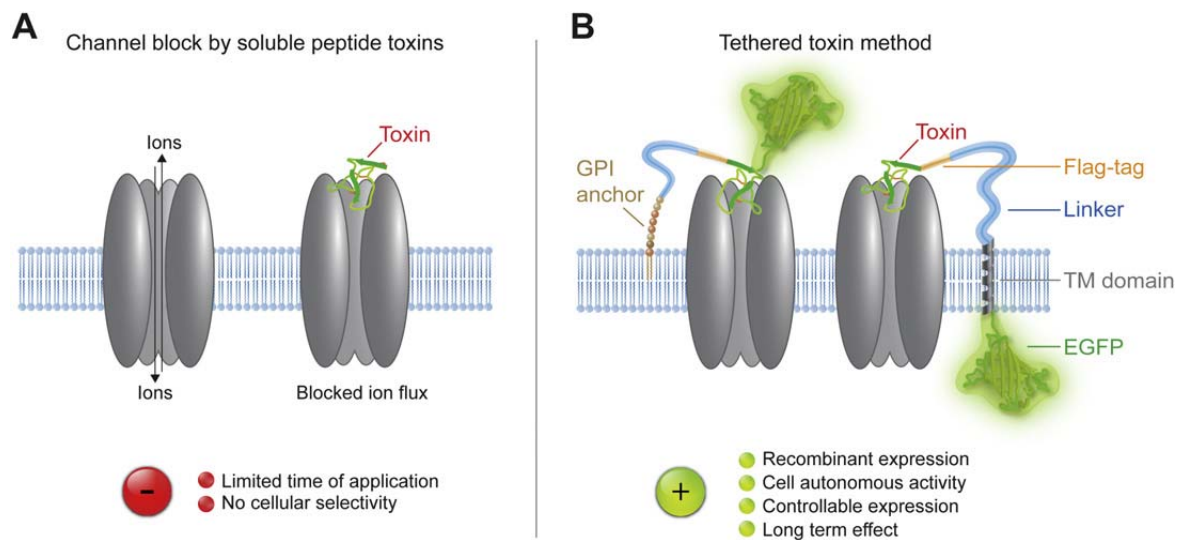 A
Channel block by soluble peptide toxins
Ions
Toxin
Ions
Blocked ion flux
-
Limited time of application
No cellular selectivity
B
Tethered toxin method
GPI
anchor
Toxin
Flag-tag
Linker
TM domain
EGFP
+
Recombinant expression
Cell autonomous activity
Controllable expression
Long term effect